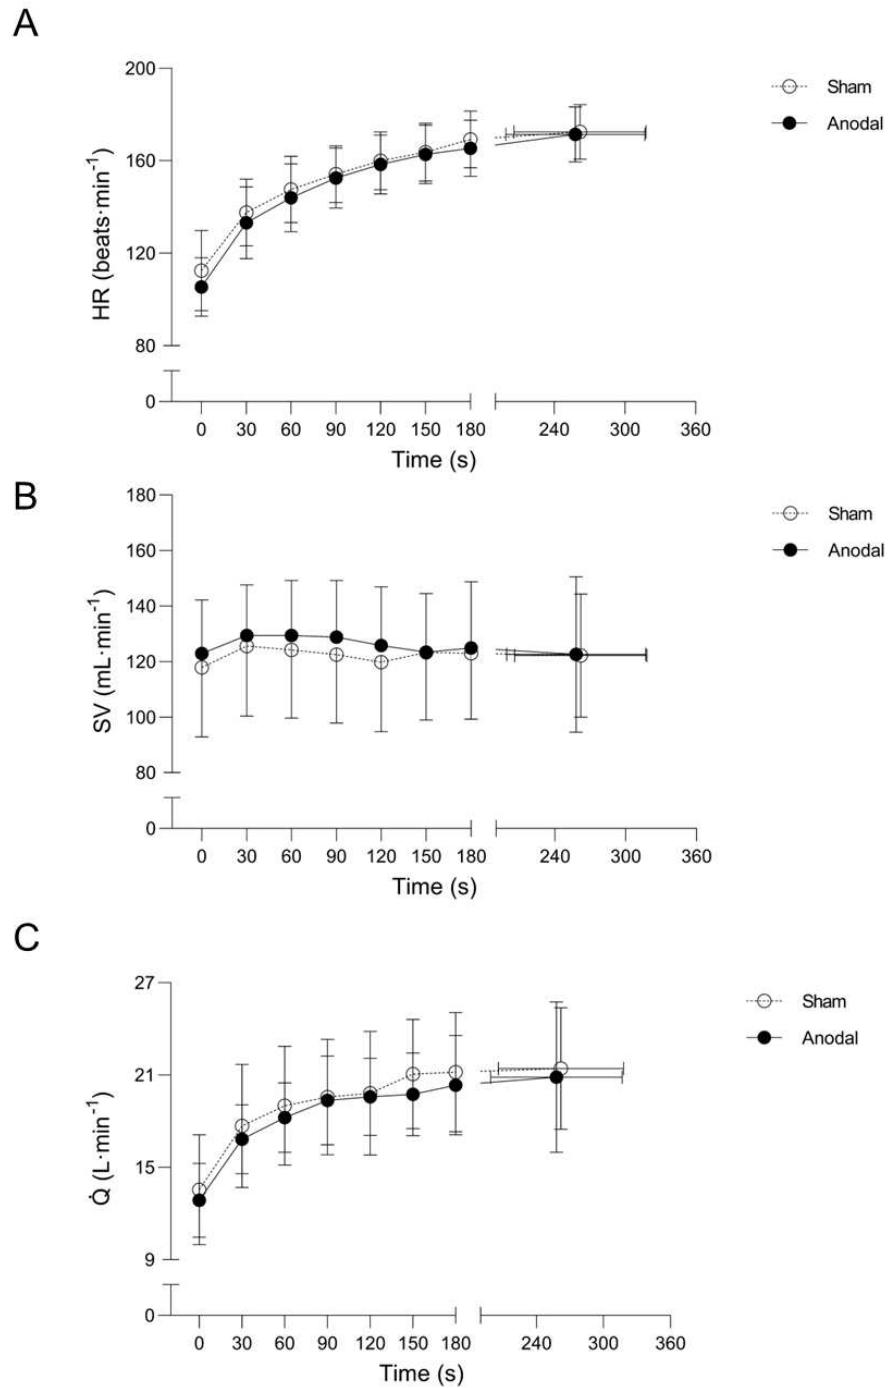 A
HR (beats·min⁻¹)
200
160
120
80
0
0 30 60 90 120 150 180 240 300 360
Time (s)
Sham
Anodal
B
SV (mL·min⁻¹)
180
160
140
120
100
80
0
0 30 60 90 120 150 180 240 300 360
Time (s)
Sham
Anodal
C
Q̇ (L·min⁻¹)
27
21
15
9
0
0 30 60 90 120 150 180 240 300 360
Time (s)
Sham
Anodal